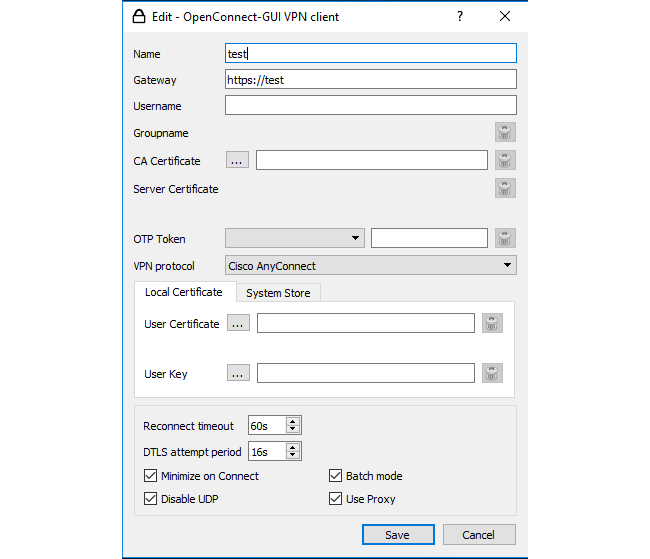 Edit - OpenConnect-GUI VPN client ?
Name test
Gateway https://test
Username
Groupname
CA Certificate ...
Server Certificate
OTP Token
VPN protocol Cisco AnyConnect
Local Certificate System Store
User Certificate ...
User Key ...
Reconnect timeout 60s
DTLS attempt period 16s
Minimize on Connect Batch mode
Disable UDP Use Proxy
Save Cancel